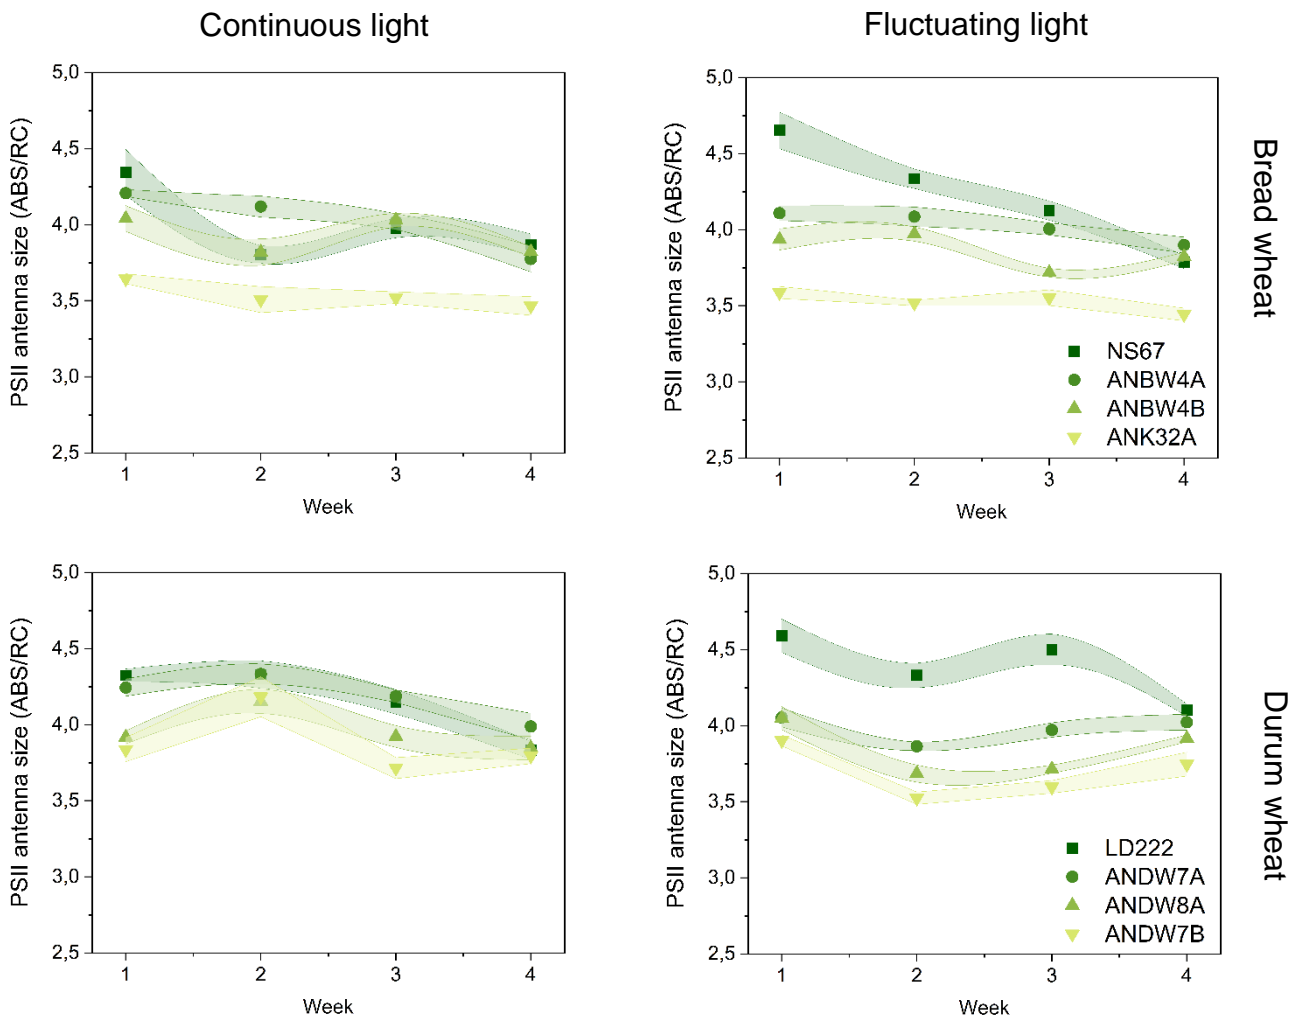 Continuous light
Fluctuating light
5,0
4,5
4,0
3,5
3,0
2,5
PSII antenna size (ABS/RC)
1
2
3
4
Week
5,0
4,5
4,0
3,5
3,0
2,5
PSII antenna size (ABS/RC)
NS67
ANBW4A
ANBW4B
ANK32A
1
2
3
4
Week
Bread wheat
5,0
4,5
4,0
3,5
3,0
2,5
PSII antenna size (ABS/RC)
1
2
3
4
Week
5,0
4,5
4,0
3,5
3,0
2,5
PSII antenna size (ABS/RC)
LD222
ANDW7A
ANDW8A
ANDW7B
1
2
3
4
Week
Durum wheat